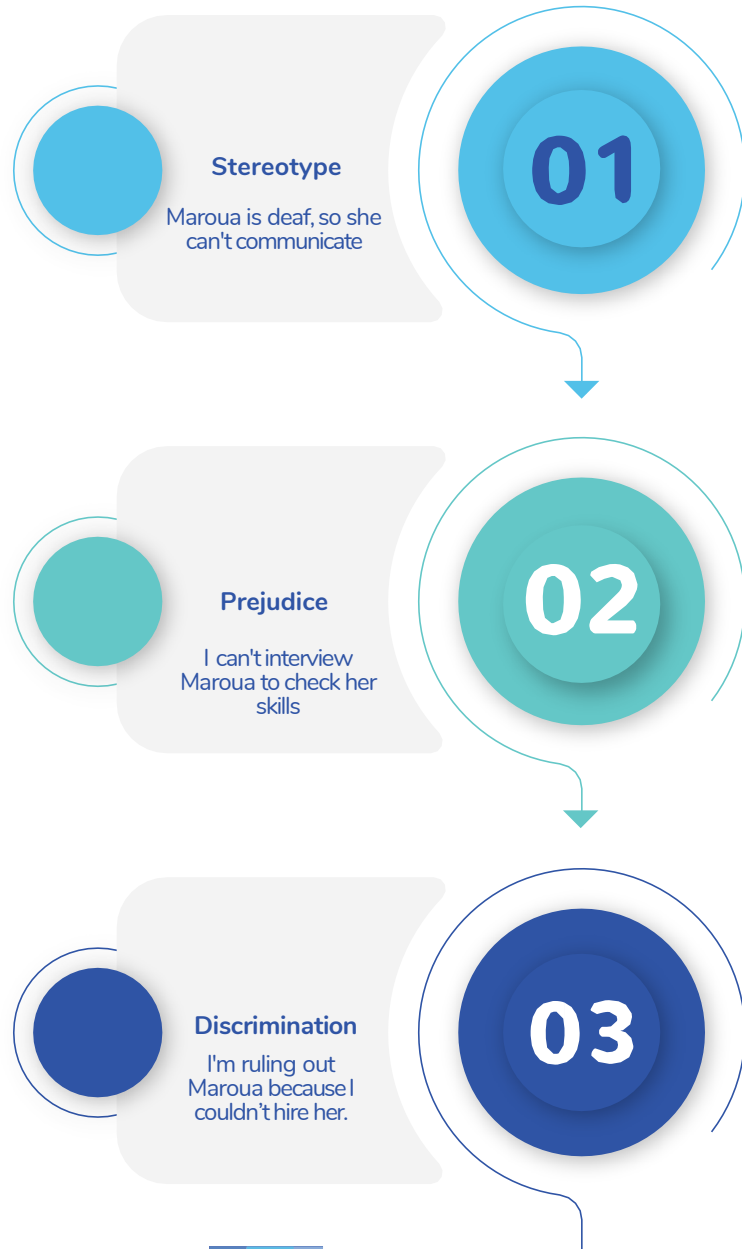 Stereotype
01
Maroua is deaf, so she
can't communicate
Prejudice
02
I can't interview
Maroua to check her
skills
Discrimination
03
I'm ruling out
Maroua because I
couldn’t hire her.